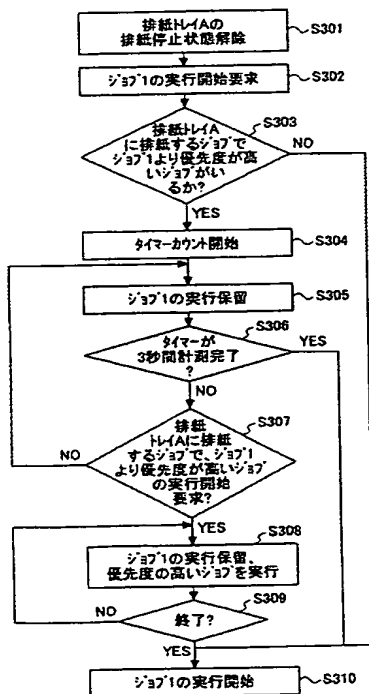 排紙トレイAの
排紙停止状態解除
S301
ジョブ1の実行開始要求
S302
排紙トレイA
に排紙するジョブで
ジョブ1より優先度が高
いジョブがい
るか?
S303
NO
YES
タイマーカウント開始
S304
ジョブ1の実行保留
S305
タイマーが
3秒間計測完了
?
S306
YES
NO
排紙
トレイAに排紙
するジョブで、ジョブ1
より優先度が高いジョブ
の実行開始
要求?
S307
NO
YES
ジョブ1の実行保留、
優先度の高いジョブを実行
S308
終了?
S309
NO
YES
ジョブ1の実行開始
S310